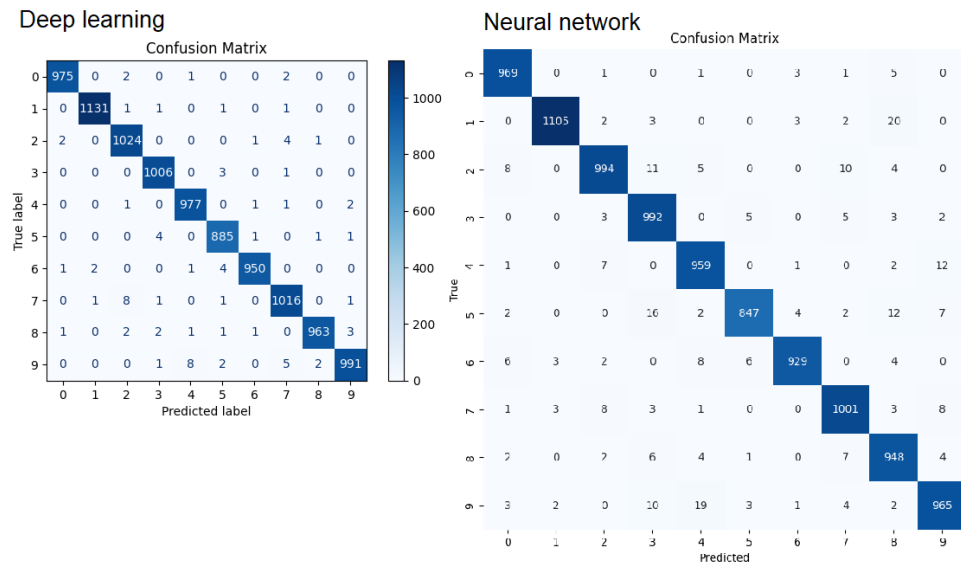 Deep learning
Confusion Matrix
0 975 0 2 0 1 0 0 2 0 0
1 0 1131 1 1 0 1 0 1 0 0
2 2 0 1024 0 0 0 1 4 1 0
3 0 0 0 1006 0 3 0 1 0 0
4 0 0 1 0 977 0 1 1 0 2
5 0 0 0 4 0 885 1 0 1 1
6 1 2 0 0 1 4 950 0 0 0
7 0 1 8 1 0 1 0 1016 0 1
8 1 0 2 2 1 1 1 0 963 3
9 0 0 0 1 8 2 0 5 2 991
0 1 2 3 4 5 6 7 8 9
Predicted label
True label
1000
800
600
400
200
0
Neural network
Confusion Matrix
0 969 0 1 0 1 0 3 1 5 0
1 0 1105 2 3 0 0 3 2 20 0
2 8 0 994 11 5 0 0 10 4 0
3 0 0 3 992 0 5 0 5 3 2
4 1 0 7 0 959 0 1 0 2 12
5 2 0 0 16 2 847 4 2 12 7
6 6 3 2 0 8 6 929 0 4 0
7 1 3 8 3 1 0 0 1001 3 8
8 2 0 2 6 4 1 0 7 948 4
9 3 2 0 10 19 3 1 4 2 965
0 1 2 3 4 5 6 7 8 9
Predicted
True